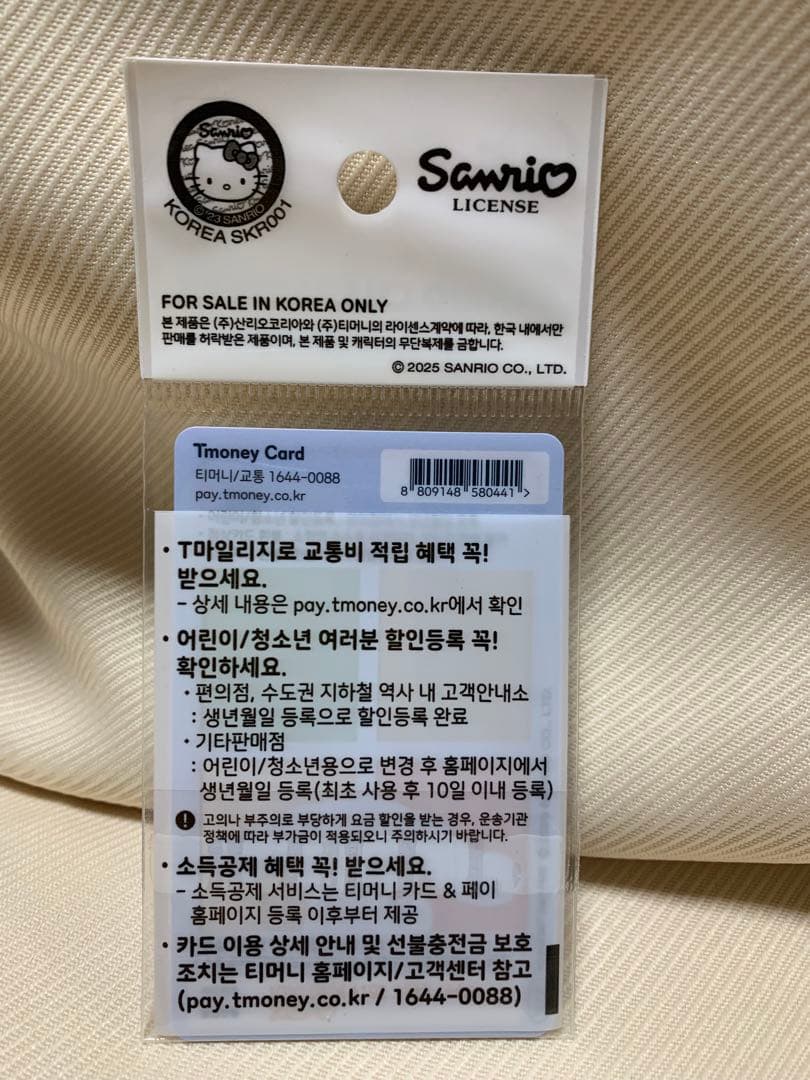 Sanrio
©'23 SANRIO
KOREA SKR001
Sanrio
LICENSE
FOR SALE IN KOREA ONLY
본 제품은 (주)산리오코리아와 (주)티머니의 라이센스계약에 따라, 한국 내에서만
판매를 허락받은 제품이며, 본 제품 및 캐릭터의 무단복제를 금합니다.
© 2025 SANRIO CO., LTD.
Tmoney Card
티머니/교통 1644-0088
pay.tmoney.co.kr
8 809148 580441 >
• T마일리지로 교통비 적립 혜택 꼭!
받으세요.
- 상세 내용은 pay.tmoney.co.kr에서 확인
• 어린이/청소년 여러분 할인등록 꼭!
확인하세요.
· 편의점, 수도권 지하철 역사 내 고객안내소
: 생년월일 등록으로 할인등록 완료
· 기타판매점
: 어린이/청소년용으로 변경 후 홈페이지에서
생년월일 등록(최초 사용 후 10일 이내 등록)
! 고의나 부주의로 부당하게 요금 할인을 받는 경우, 운송기관
정책에 따라 부가금이 적용되오니 주의하시기 바랍니다.
• 소득공제 혜택 꼭! 받으세요.
- 소득공제 서비스는 티머니 카드 & 페이
홈페이지 등록 이후부터 제공
• 카드 이용 상세 안내 및 선불충전금 보호
조치는 티머니 홈페이지/고객센터 참고
(pay.tmoney.co.kr / 1644-0088)